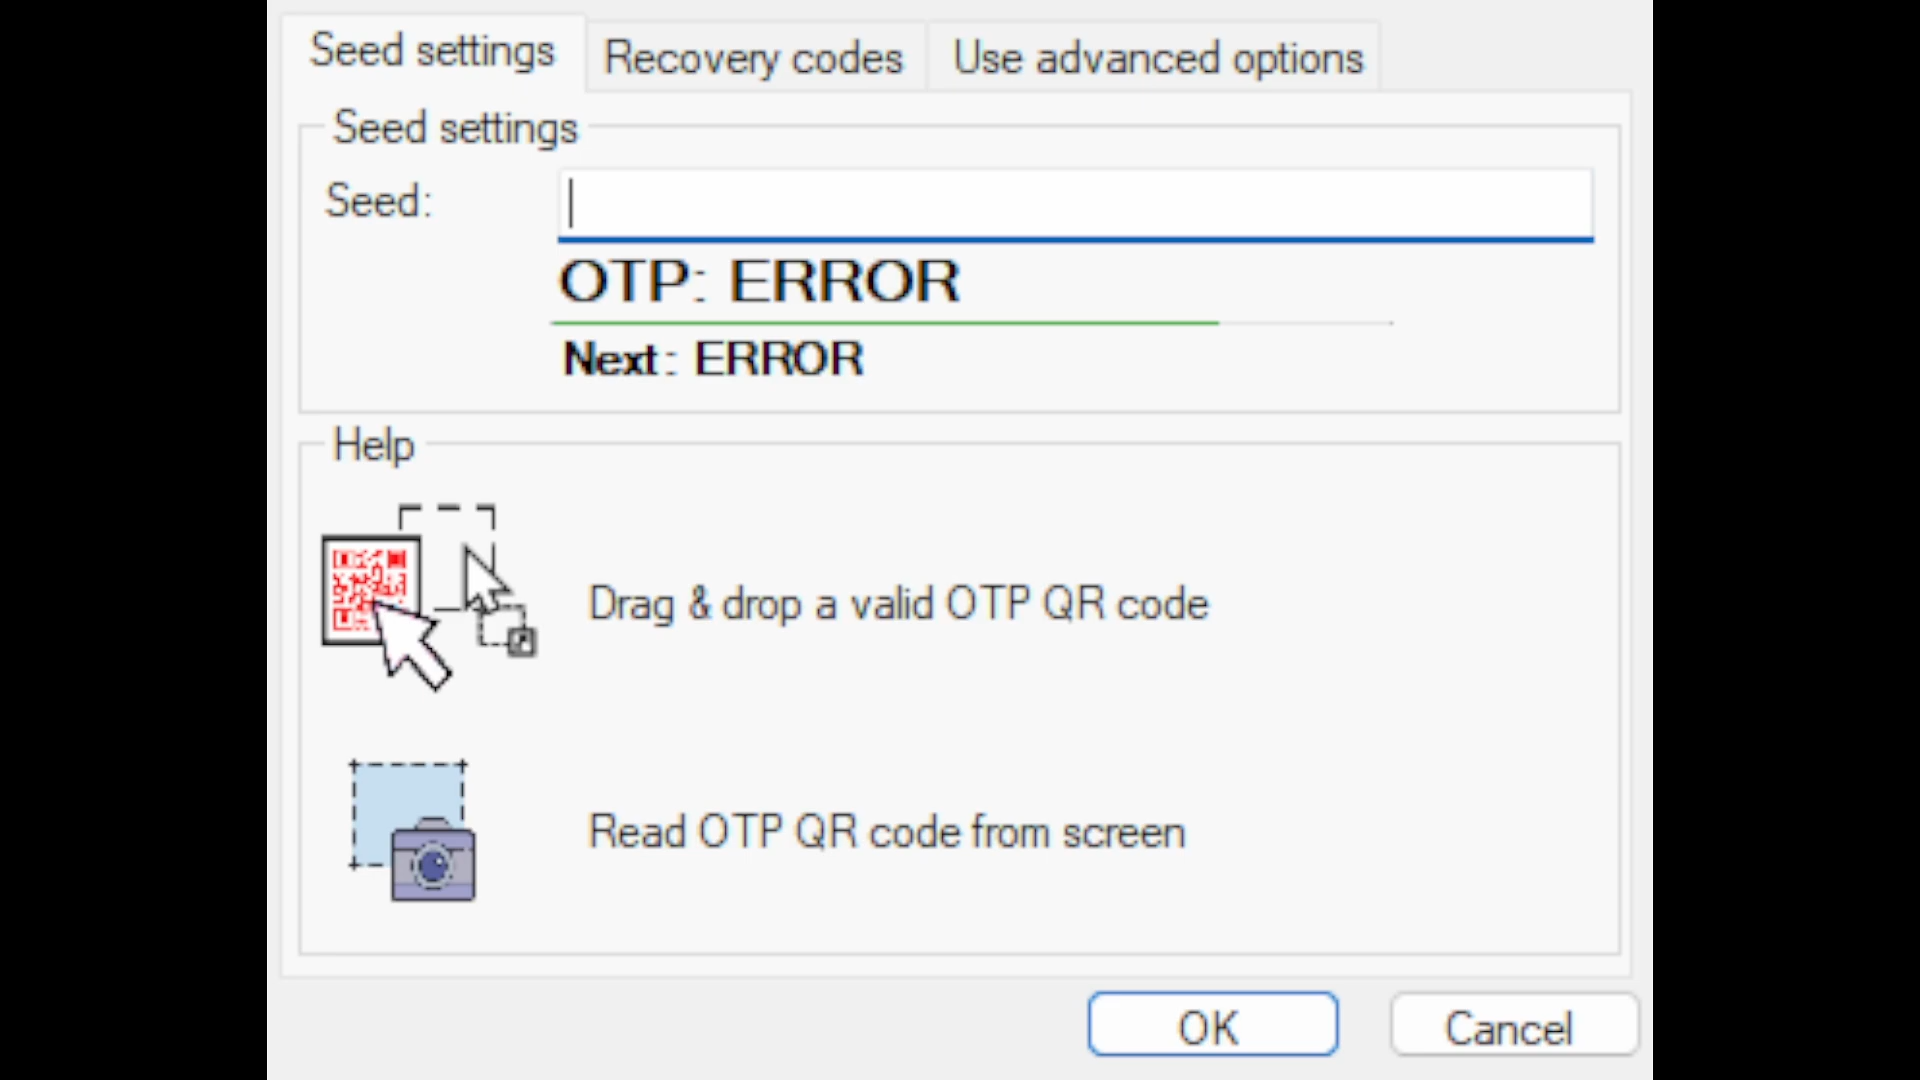 Seed settings
Recovery codes
Use advanced options
Seed settings
Seed:
OTP: ERROR
Next: ERROR
Help
Drag & drop a valid OTP QR code
Read OTP QR code from screen
OK
Cancel